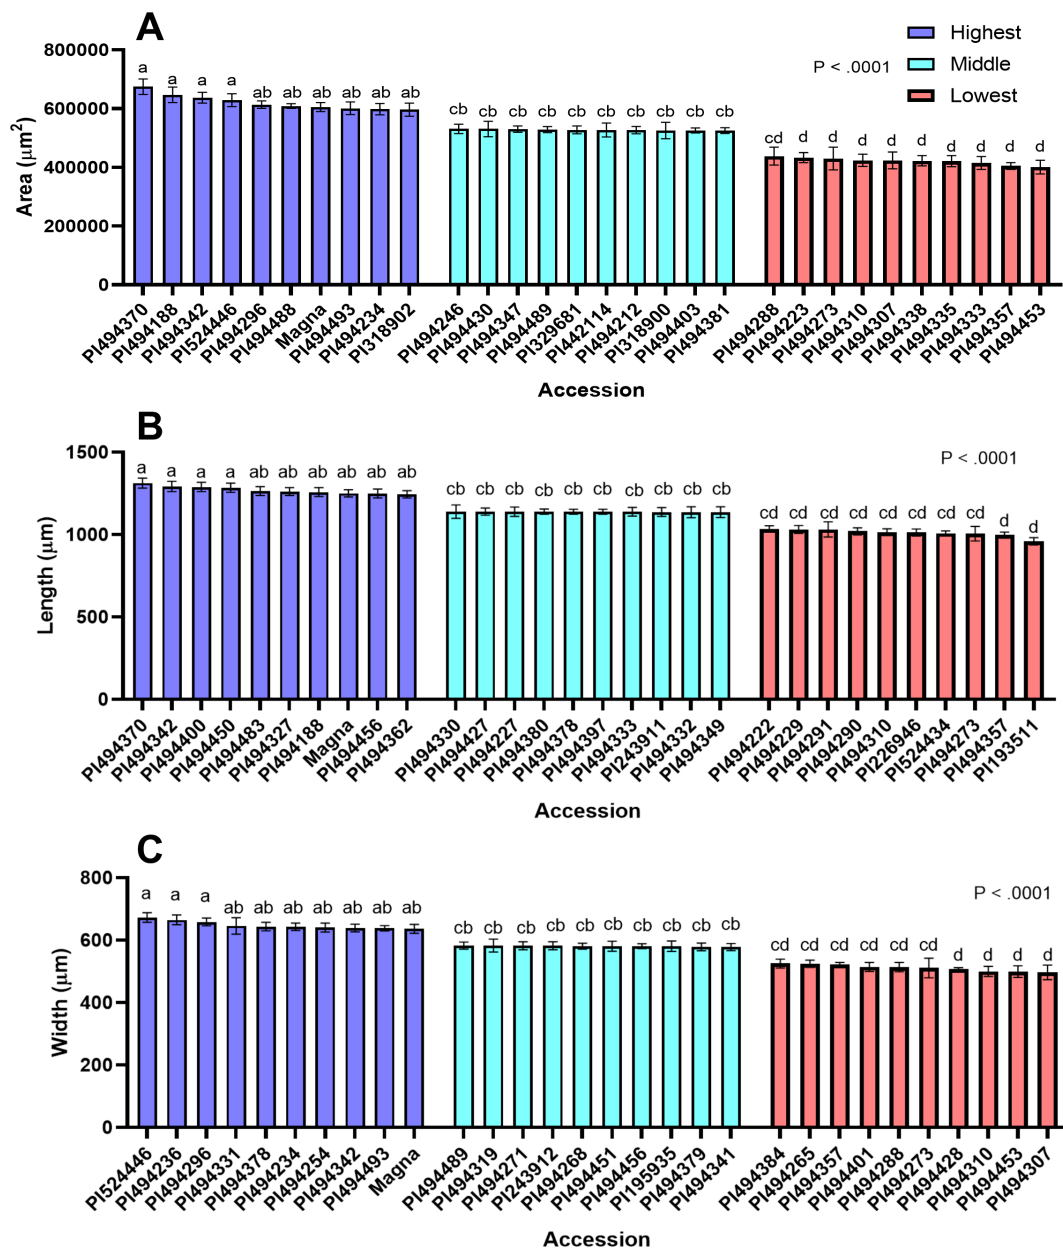 A
Highest
Middle
Lowest
P < .0001
Area (µm²)
800000
600000
400000
200000
0
a a a a ab ab ab ab ab ab
cb cb cb cb cb cb cb cb cb cb
cd d d d d d d d d d
PI494370 PI494188 PI494342 PI524446 PI494296 PI494488 Magna PI494493 PI494234 PI318902
PI494246 PI494430 PI494347 PI494489 PI329681 PI442114 PI494212 PI318900 PI494403 PI494381
PI494288 PI494223 PI494273 PI494310 PI494307 PI494338 PI494335 PI494333 PI494357 PI494453
Accession
B
P < .0001
Length (µm)
1500
1000
500
0
a a a a ab ab ab ab ab ab
cb cb cb cb cb cb cb cb cb cb
cd cd cd cd cd cd cd cd d d
PI494370 PI494342 PI494400 PI494450 PI494483 PI494327 PI494188 Magna PI494456 PI494362
PI494330 PI494427 PI494227 PI494380 PI494378 PI494397 PI494333 PI243911 PI494332 PI494349
PI494222 PI494229 PI494291 PI494290 PI494310 PI226946 PI524434 PI494273 PI494357 PI193511
Accession
C
P < .0001
Width (µm)
800
600
400
200
0
a a a ab ab ab ab ab ab ab
cb cb cb cb cb cb cb cb cb cb
cd cd cd cd cd cd d d d d
PI524446 PI494236 PI494296 PI494331 PI494378 PI494234 PI494254 PI494342 PI494493 Magna
PI494489 PI494319 PI494271 PI243912 PI494268 PI494451 PI494456 PI195935 PI494379 PI494341
PI494384 PI494265 PI494357 PI494401 PI494288 PI494273 PI494428 PI494310 PI494453 PI494307
Accession